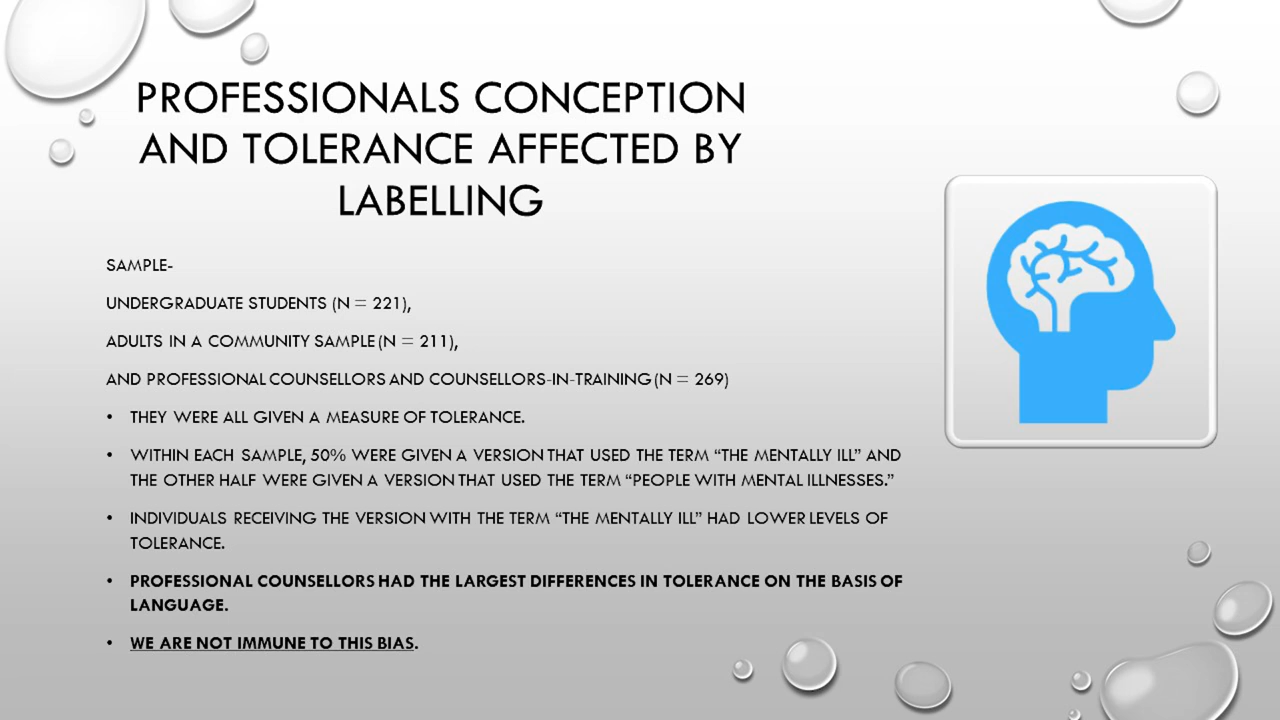 PROFESSIONALS CONCEPTION
AND TOLERANCE AFFECTED BY
LABELLING
SAMPLE-
UNDERGRADUATE STUDENTS (N = 221),
ADULTS IN A COMMUNITY SAMPLE (N = 211),
AND PROFESSIONAL COUNSELLORS AND COUNSELLORS-IN-TRAINING (N = 269)
• THEY WERE ALL GIVEN A MEASURE OF TOLERANCE.
• WITHIN EACH SAMPLE, 50% WERE GIVEN A VERSION THAT USED THE TERM “THE MENTALLY ILL” AND
THE OTHER HALF WERE GIVEN A VERSION THAT USED THE TERM “PEOPLE WITH MENTAL ILLNESSES.”
• INDIVIDUALS RECEIVING THE VERSION WITH THE TERM “THE MENTALLY ILL” HAD LOWER LEVELS OF
TOLERANCE.
• PROFESSIONAL COUNSELLORS HAD THE LARGEST DIFFERENCES IN TOLERANCE ON THE BASIS OF
LANGUAGE.
• WE ARE NOT IMMUNE TO THIS BIAS.